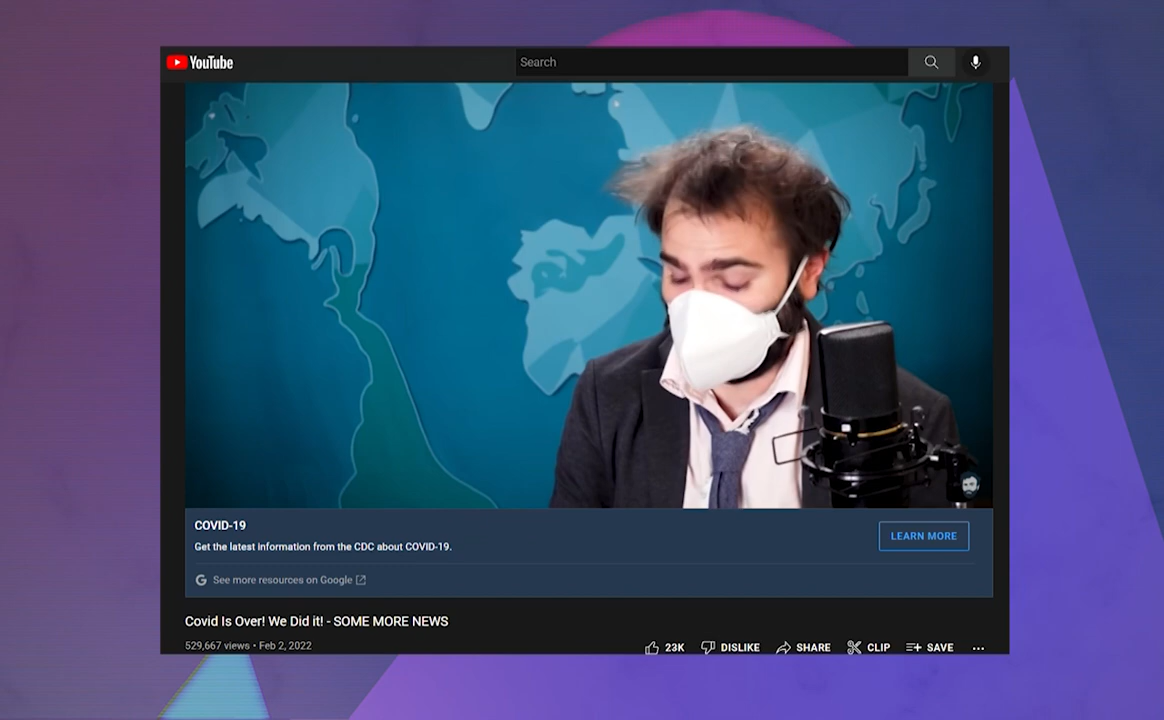 YouTube
Search
COVID-19
Get the latest information from the CDC about COVID-19.
LEARN MORE
See more resources on Google
Covid Is Over! We Did it! - SOME MORE NEWS
529,667 views • Feb 2, 2022
23K DISLIKE SHARE CLIP SAVE